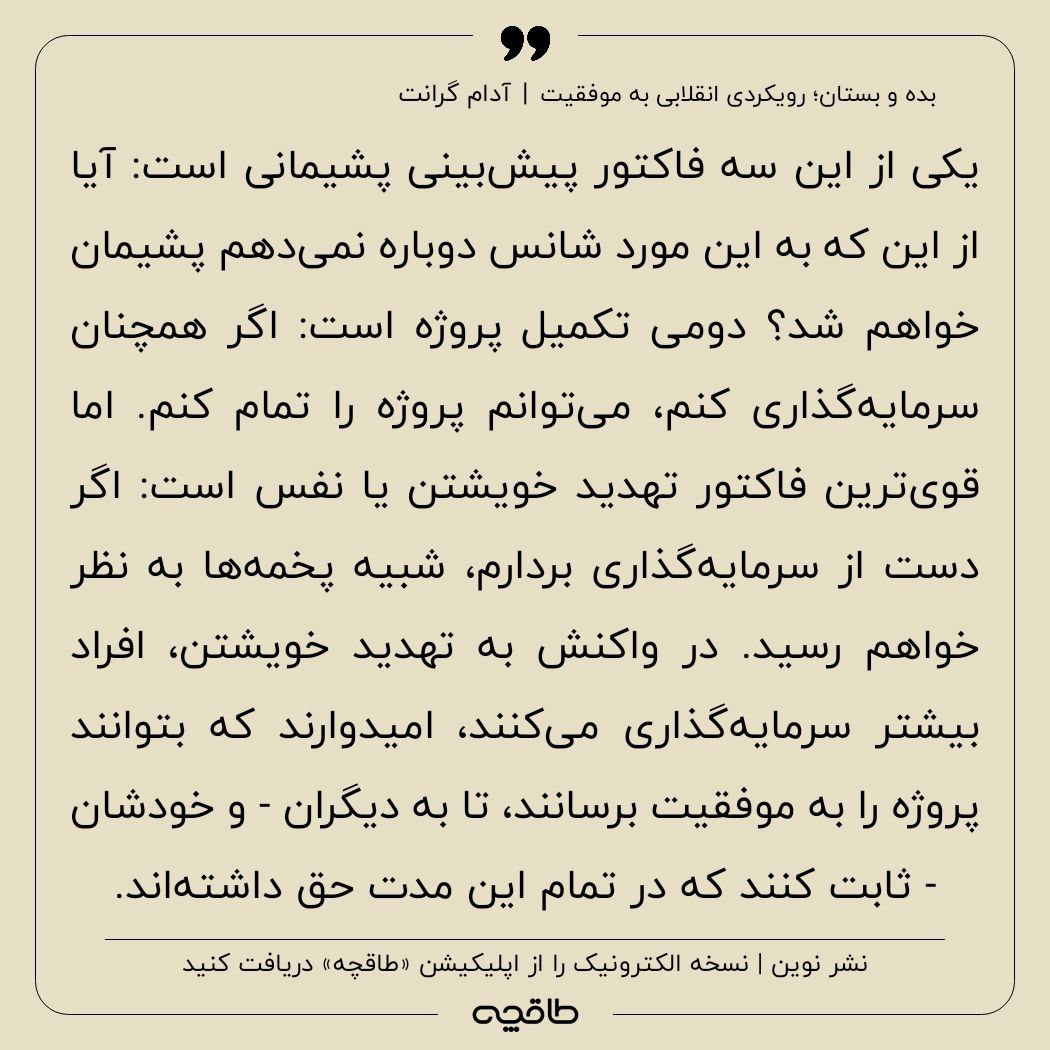 بده و بستان؛ رویکردی انقلابی به موفقیت | آدام گرانت
یکی از این سه فاکتور پیش‌بینی پشیمانی است: آیا
از این که به این مورد شانس دوباره نمی‌دهم پشیمان
خواهم شد؟ دومی تکمیل پروژه است: اگر همچنان
سرمایه‌گذاری کنم، می‌توانم پروژه را تمام کنم. اما
قوی‌ترین فاکتور تهدید خویشتن یا نفس است: اگر
دست از سرمایه‌گذاری بردارم، شبیه پخمه‌ها به نظر
خواهم رسید. در واکنش به تهدید خویشتن، افراد
بیشتر سرمایه‌گذاری می‌کنند، امیدوارند که بتوانند
پروژه را به موفقیت برسانند، تا به دیگران - و خودشان
- ثابت کنند که در تمام این مدت حق داشته‌اند.
نشر نوین | نسخه الکترونیک را از اپلیکیشن «طاقچه» دریافت کنید
طاقچه